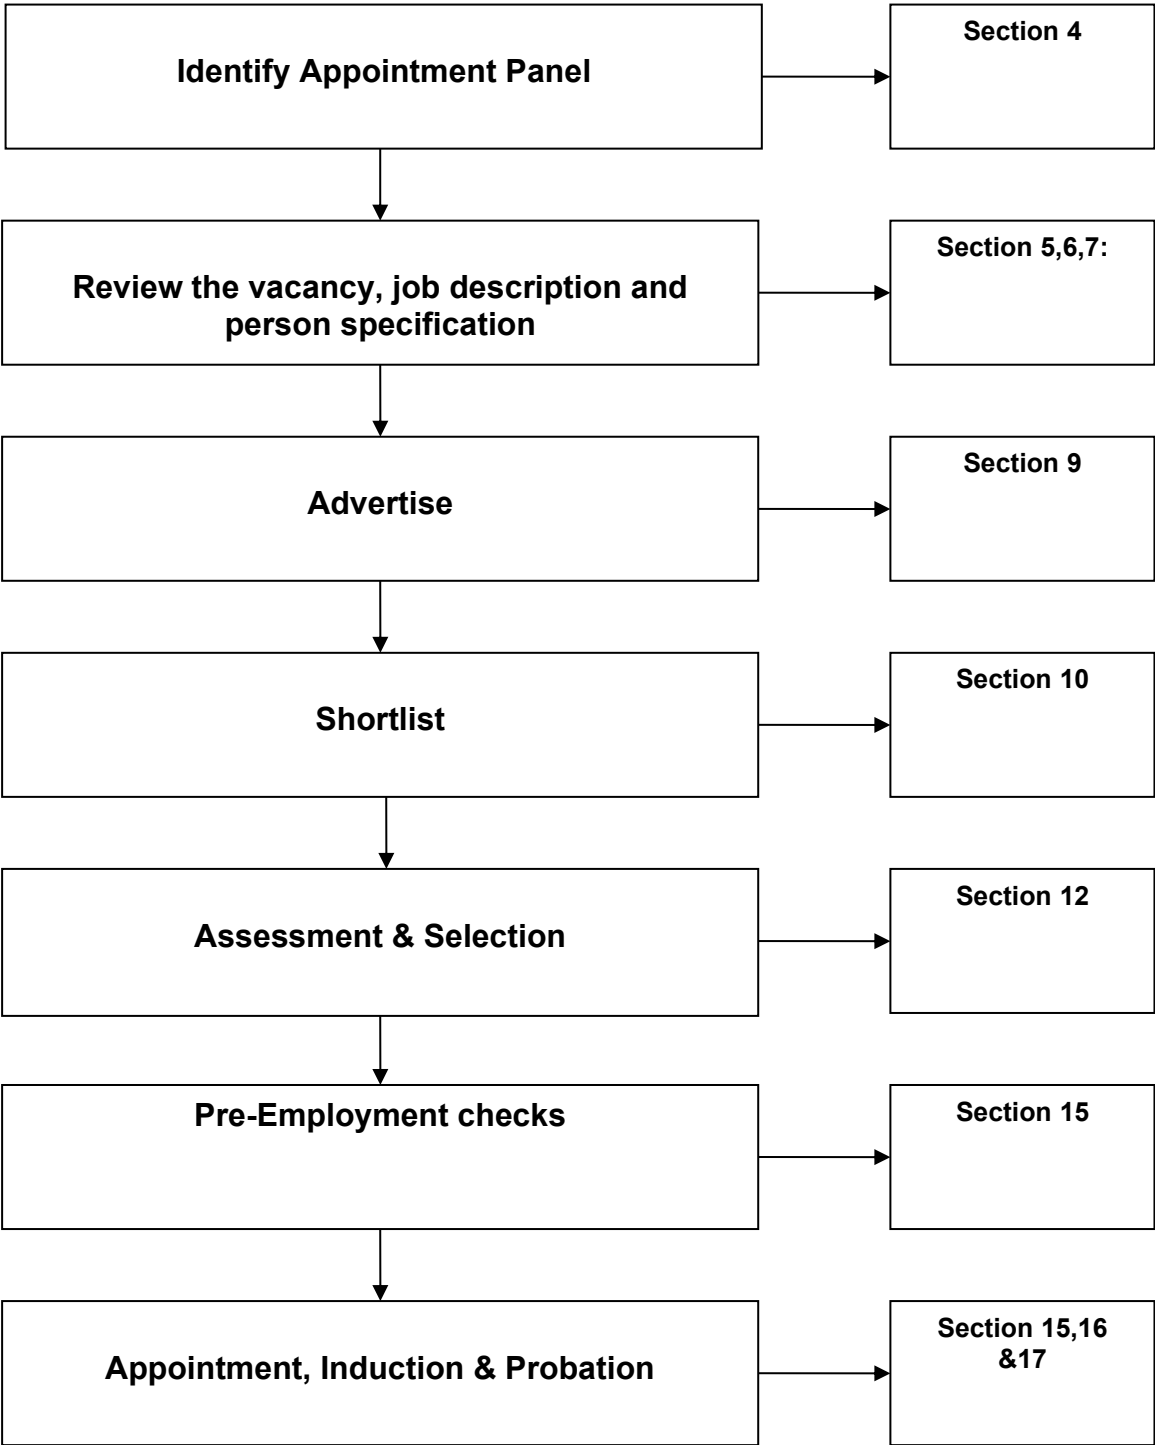 Identify Appointment Panel
Section 4
Review the vacancy, job description and
person specification
Section 5,6,7:
Advertise
Section 9
Shortlist
Section 10
Assessment & Selection
Section 12
Pre-Employment checks
Section 15
Appointment, Induction & Probation
Section 15,16
&17